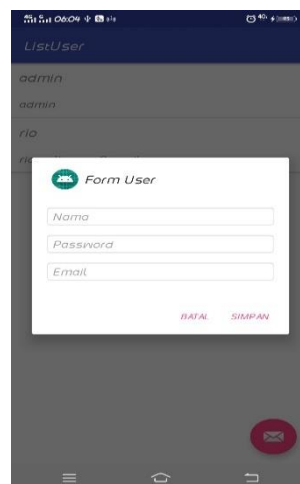 06:04
ListUser
admin
admin
rio
Form User
Nama
Password
Email
BATAL SIMPAN